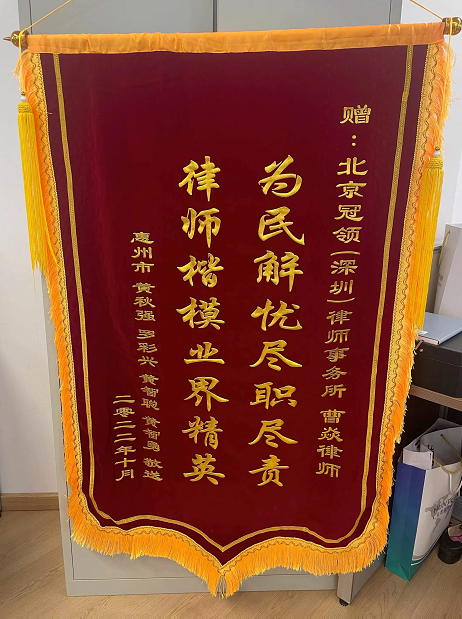 赠：北京冠领（深圳）律师事务所 曹焱律师
为民解忧尽职尽责
律师楷模业界精英
惠州市 黄秋强 罗彩兴 黄智聪 黄智勇 敬送
二零二二年十月